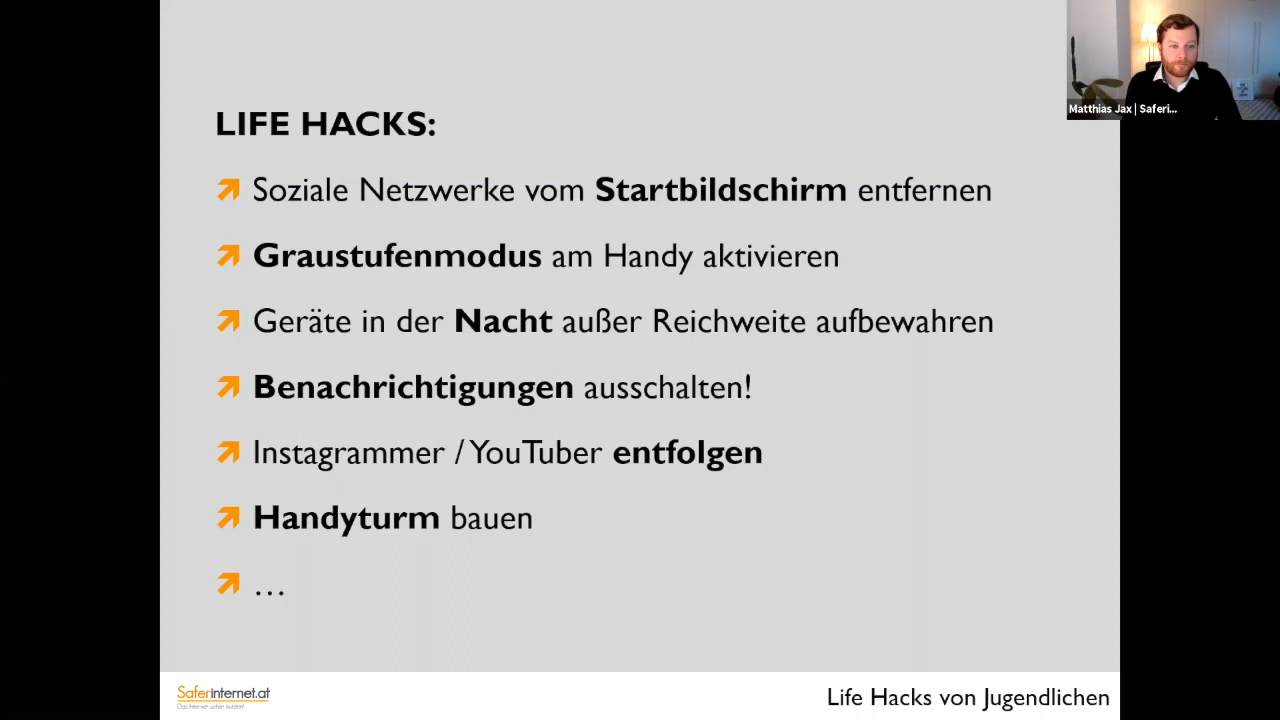 Matthias Jax | Saferi...
LIFE HACKS:
Soziale Netzwerke vom Startbildschirm entfernen
Graustufenmodus am Handy aktivieren
Geräte in der Nacht außer Reichweite aufbewahren
Benachrichtigungen ausschalten!
Instagrammer / YouTuber entfolgen
Handyturm bauen
…
Saferinternet.at
Das Internet sicher nutzen!
Life Hacks von Jugendlichen